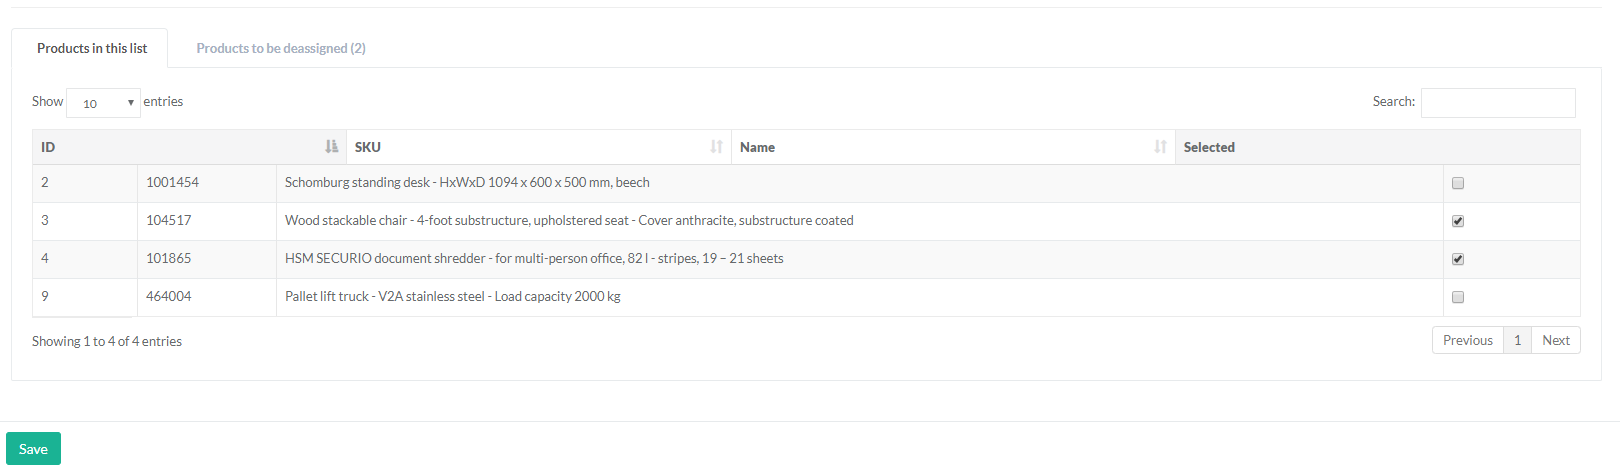 Products in this list Products to be deassigned (2)
Show 10 entries Search:
ID SKU Name Selected
2 1001454 Schomburg standing desk - HxWxD 1094 x 600 x 500 mm, beech
3 104517 Wood stackable chair - 4-foot substructure, upholstered seat - Cover anthracite, substructure coated
4 101865 HSM SECURIO document shredder - for multi-person office, 82 l - stripes, 19 – 21 sheets
9 464004 Pallet lift truck - V2A stainless steel - Load capacity 2000 kg
Showing 1 to 4 of 4 entries Previous 1 Next
Save